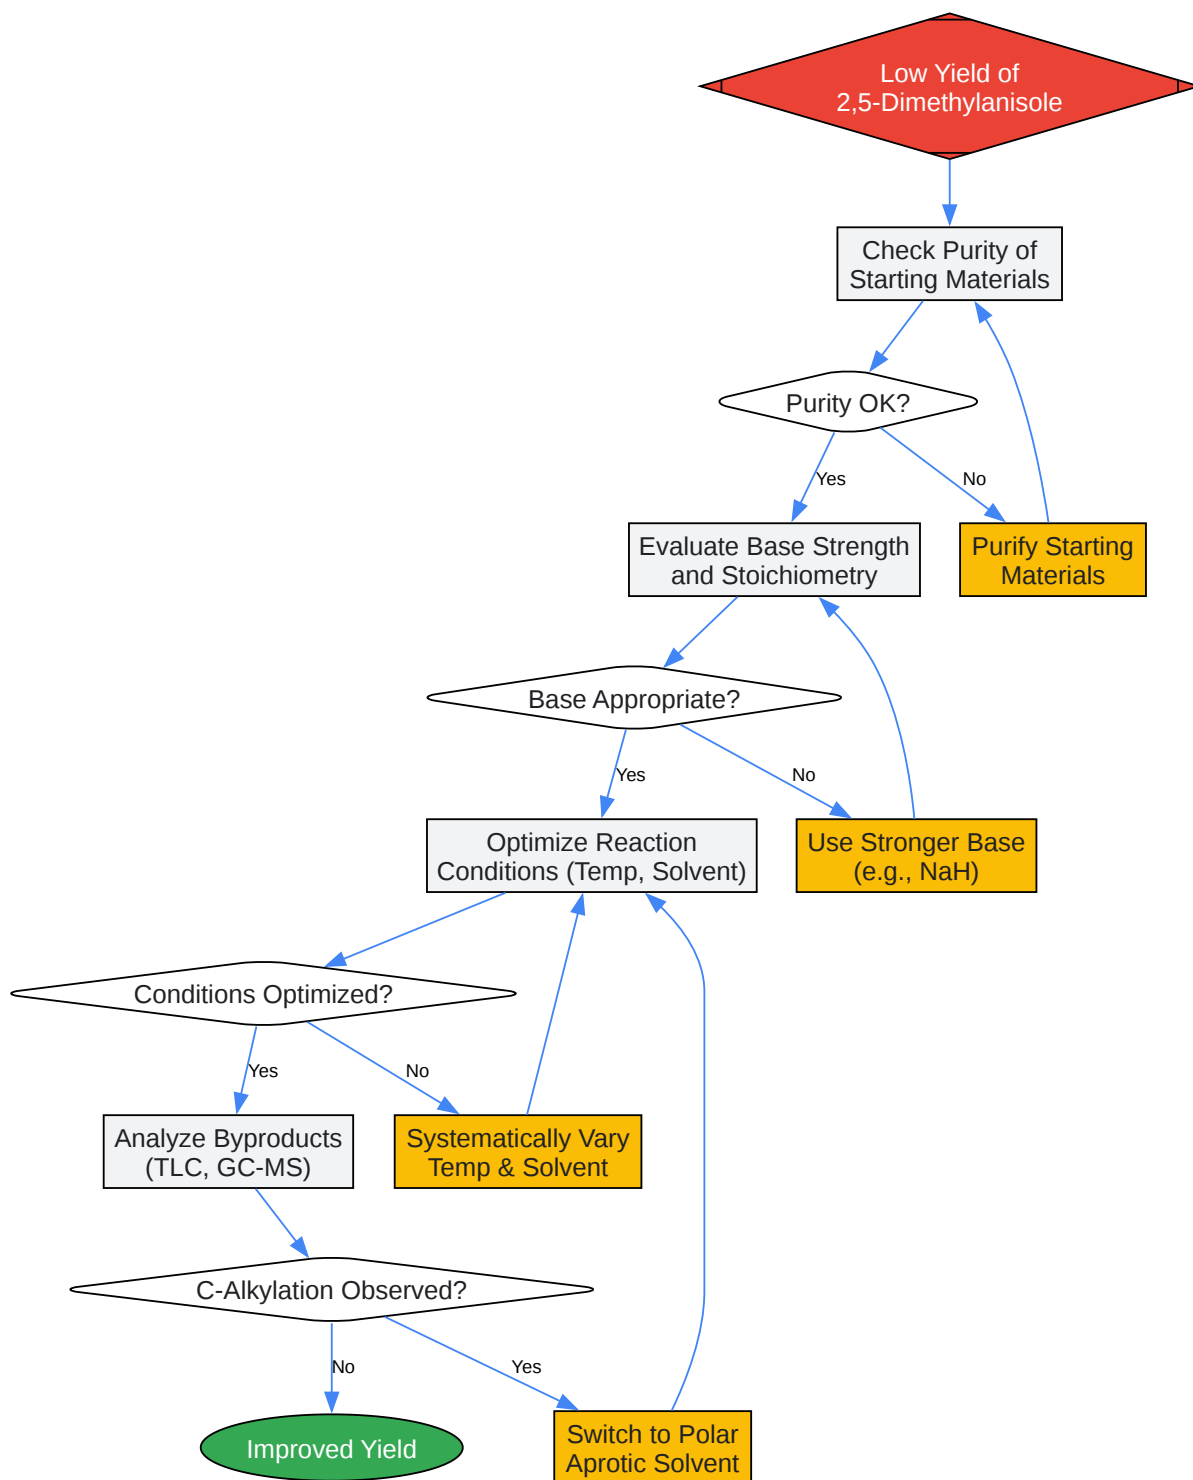 Low Yield of
2,5-Dimethylanisole
Check Purity of
Starting Materials
Purity OK?
Yes
No
Evaluate Base Strength
and Stoichiometry
Purify Starting
Materials
Base Appropriate?
Yes
No
Optimize Reaction
Conditions (Temp, Solvent)
Use Stronger Base
(e.g., NaH)
Conditions Optimized?
Yes
No
Analyze Byproducts
(TLC, GC-MS)
Systematically Vary
Temp & Solvent
C-Alkylation Observed?
No
Yes
Improved Yield
Switch to Polar
Aprotic Solvent